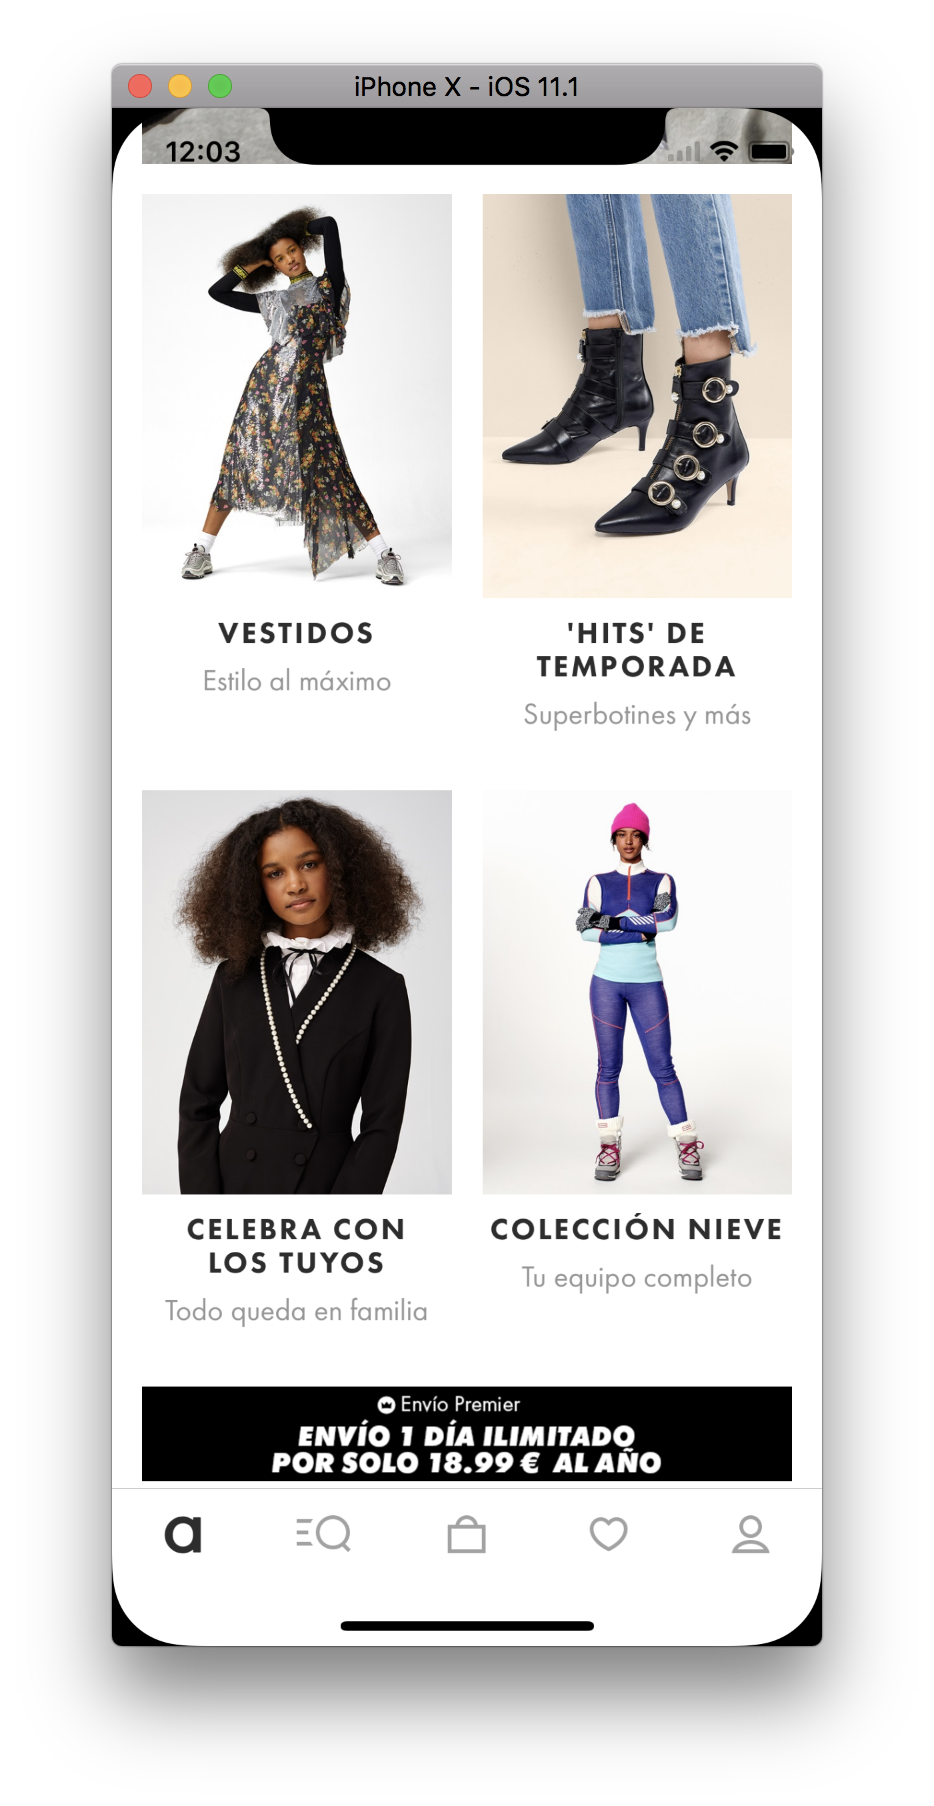 iPhone X - iOS 11.1
12:03
VESTIDOS
Estilo al máximo
'HITS' DE
TEMPORADA
Superbotines y más
CELEBRA CON
LOS TUYOS
Todo queda en familia
COLECCIÓN NIEVE
Tu equipo completo
Envío Premier
ENVÍO 1 DÍA ILIMITADO
POR SOLO 18.99 € AL AÑO
a